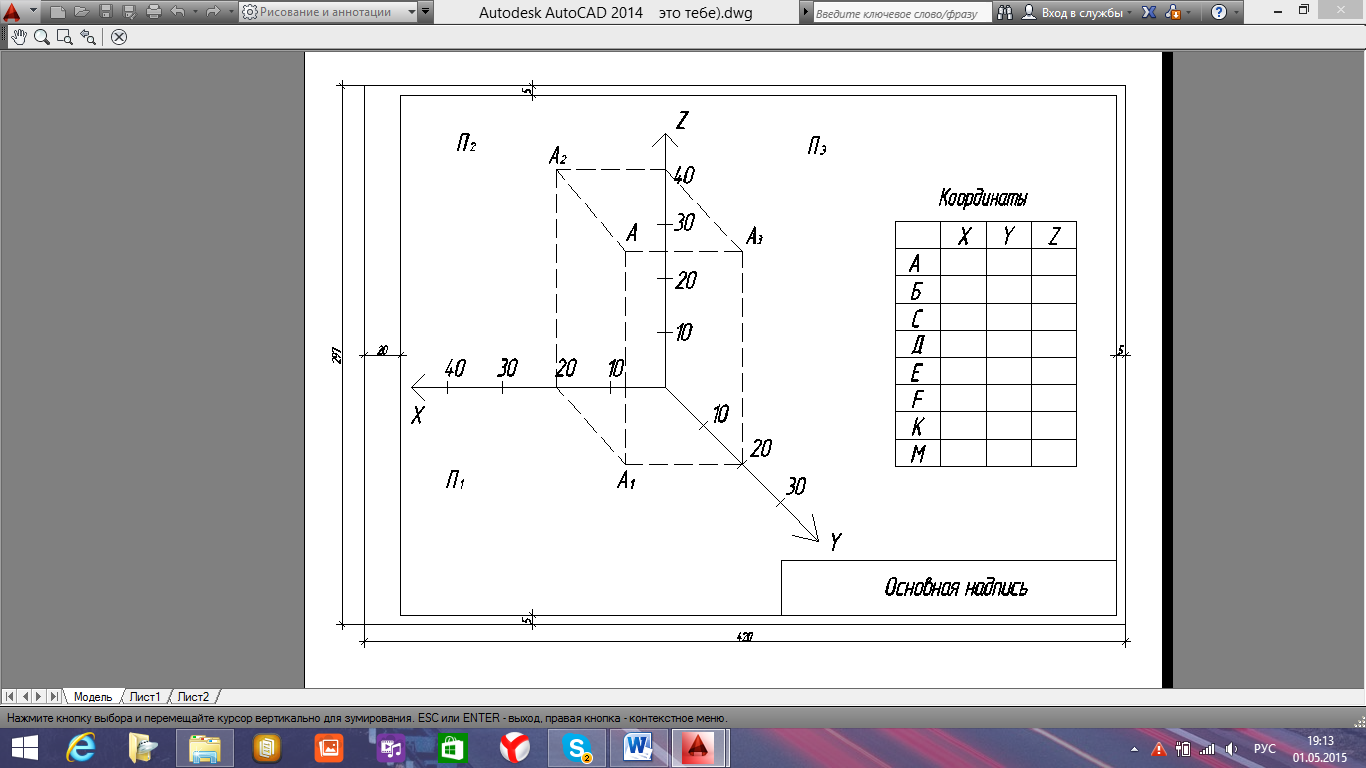 Рисование и аннотации
Autodesk AutoCAD 2014 это тебе).dwg
Введите ключевое слово/фразу
Вход в службы
5
Z
П2
П3
A2
40
Координаты
30
A
A3
X Y Z
А
20
Б
С
10
297
20
Д
5
40 30 20 10
Е
X
F
10
К
20
М
П1
A1
30
Y
Основная надпись
5
420
Модель Лист1 Лист2
Нажмите кнопку выбора и перемещайте курсор вертикально для зумирования. ESC или ENTER - выход, правая кнопка - контекстное меню.
2
РУС
19:13
01.05.2015